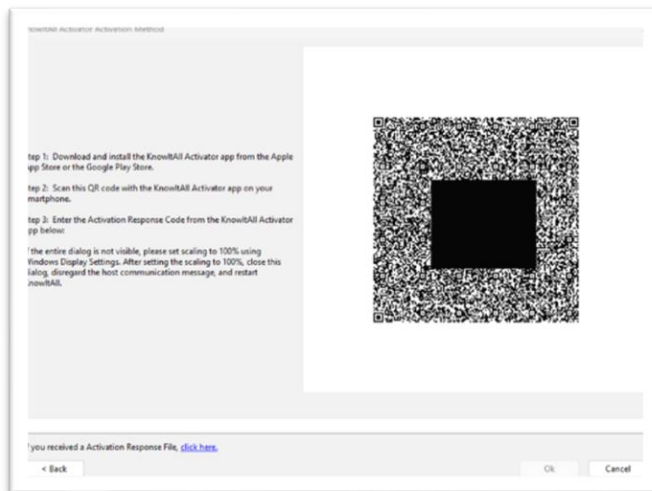 KnowItAll Activator Activation Method
tep 1: Download and install the KnowItAll Activator app from the Apple
pp Store or the Google Play Store.
tep 2: Scan this QR code with the KnowItAll Activator app on your
martphone.
tep 3: Enter the Activation Response Code from the KnowItAll Activator
pp below:
the entire dialog is not visible, please set scaling to 100% using
Windows Display Settings. After setting the scaling to 100%, close this
ialog, disregard the host communication message, and restart
nowItAll.
you received a Activation Response File, click here.
< Back
Ok
Cancel